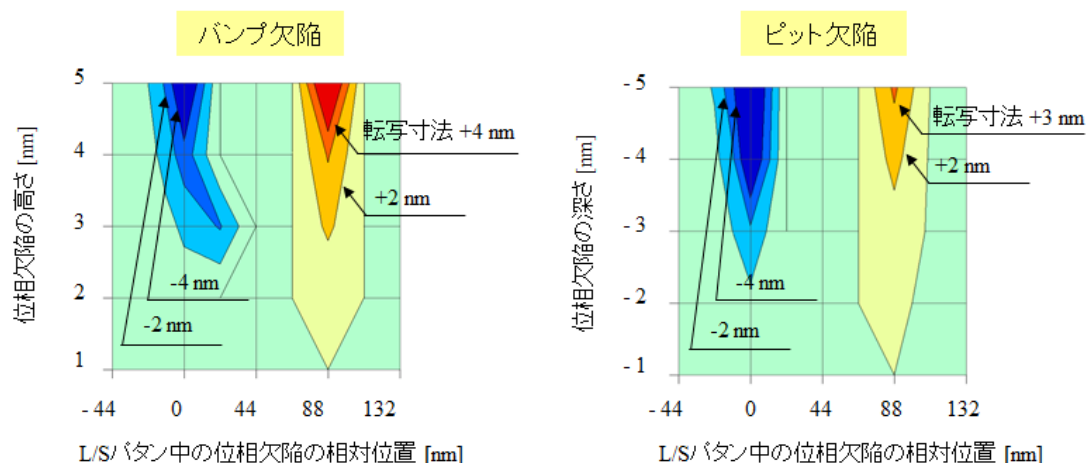 バンプ欠陥
5
4
3
2
1
位相欠陥の高さ [nm]
転写寸法 +4 nm
+2 nm
-4 nm
-2 nm
- 44 0 44 88 132
L/Sパタン中の位相欠陥の相対位置 [nm]
ピット欠陥
- 5
- 4
- 3
- 2
- 1
位相欠陥の深さ [nm]
転写寸法 +3 nm
+2 nm
-4 nm
-2 nm
- 44 0 44 88 132
L/Sパタン中の位相欠陥の相対位置 [nm]